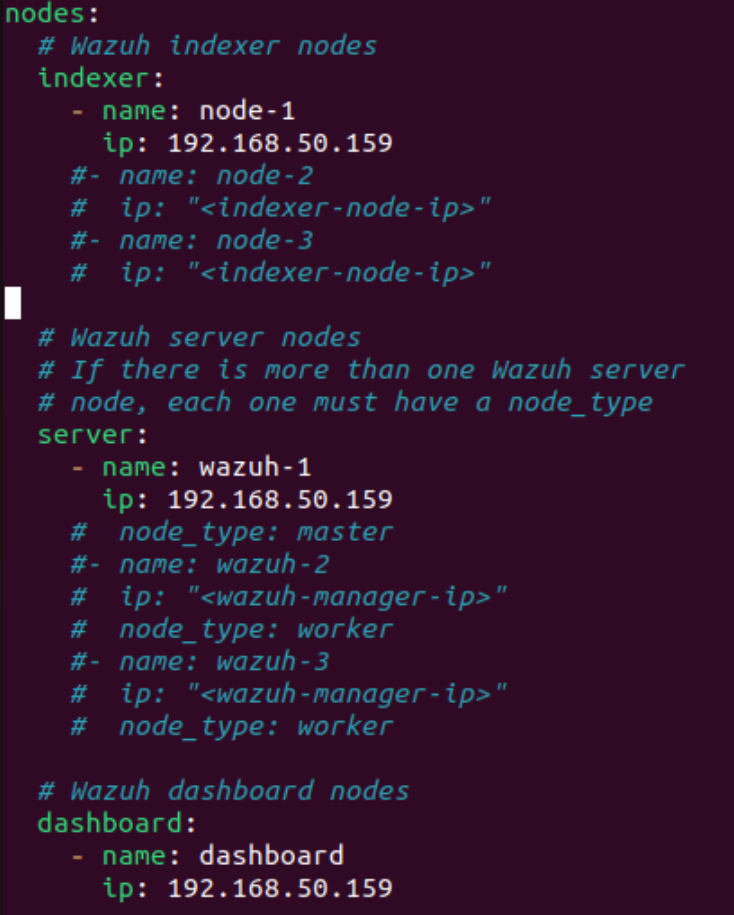 nodes:
  # Wazuh indexer nodes
  indexer:
    - name: node-1
      ip: 192.168.50.159
    #- name: node-2
    #  ip: "<indexer-node-ip>"
    #- name: node-3
    #  ip: "<indexer-node-ip>"

  # Wazuh server nodes
  # If there is more than one Wazuh server
  # node, each one must have a node_type
  server:
    - name: wazuh-1
      ip: 192.168.50.159
    #  node_type: master
    #- name: wazuh-2
    #  ip: "<wazuh-manager-ip>"
    #  node_type: worker
    #- name: wazuh-3
    #  ip: "<wazuh-manager-ip>"
    #  node_type: worker

  # Wazuh dashboard nodes
  dashboard:
    - name: dashboard
      ip: 192.168.50.159